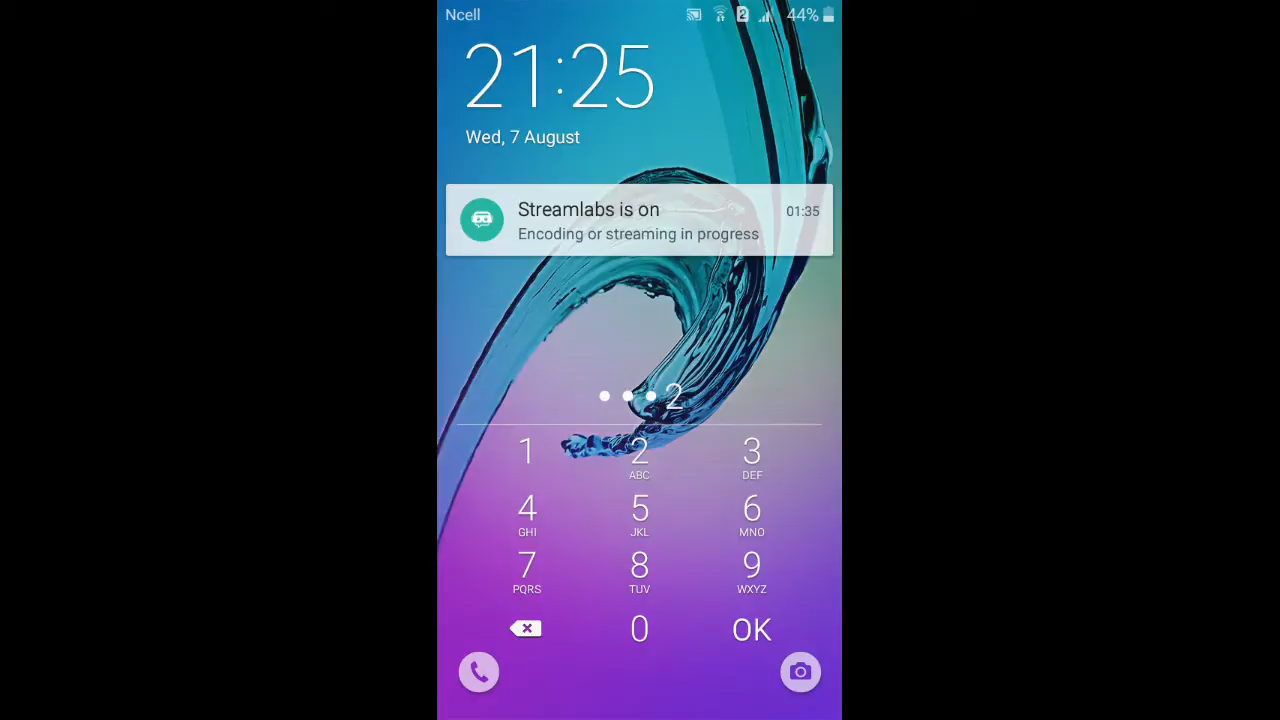 Ncell 2 44%
21:25
Wed, 7 August
Streamlabs is on 01:35
Encoding or streaming in progress
2
1 2 3
ABC DEF
4 5 6
GHI JKL MNO
7 8 9
PQRS TUV WXYZ
0 OK